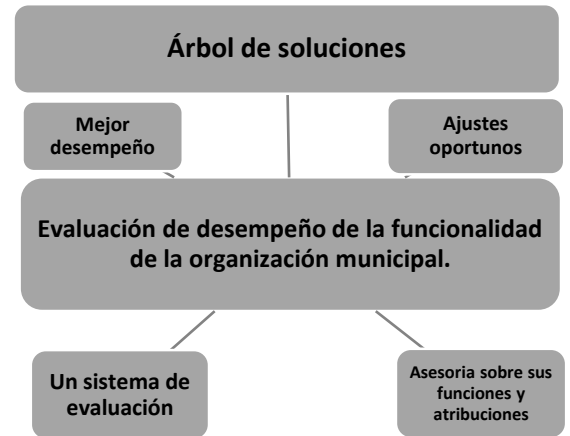 Árbol de soluciones
Mejor
desempeño
Ajustes
oportunos
Evaluación de desempeño de la funcionalidad
de la organización municipal.
Un sistema de
evaluación
Asesoria sobre sus
funciones y
atribuciones